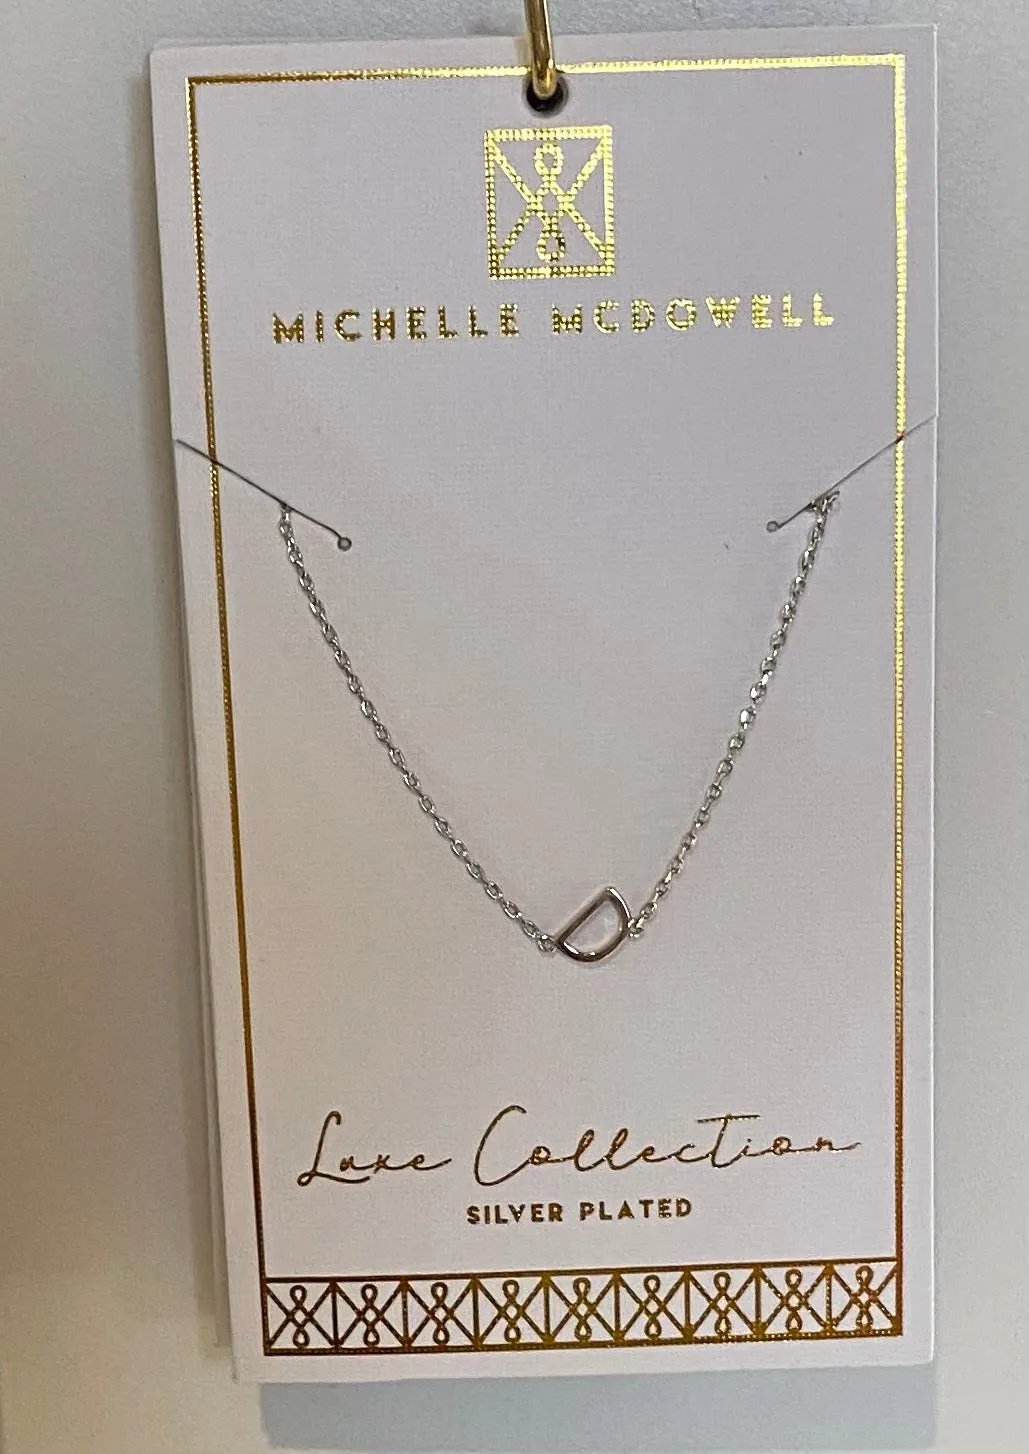 MICHELLE MCDOWELL
D
Luxe Collection
SILVER PLATED